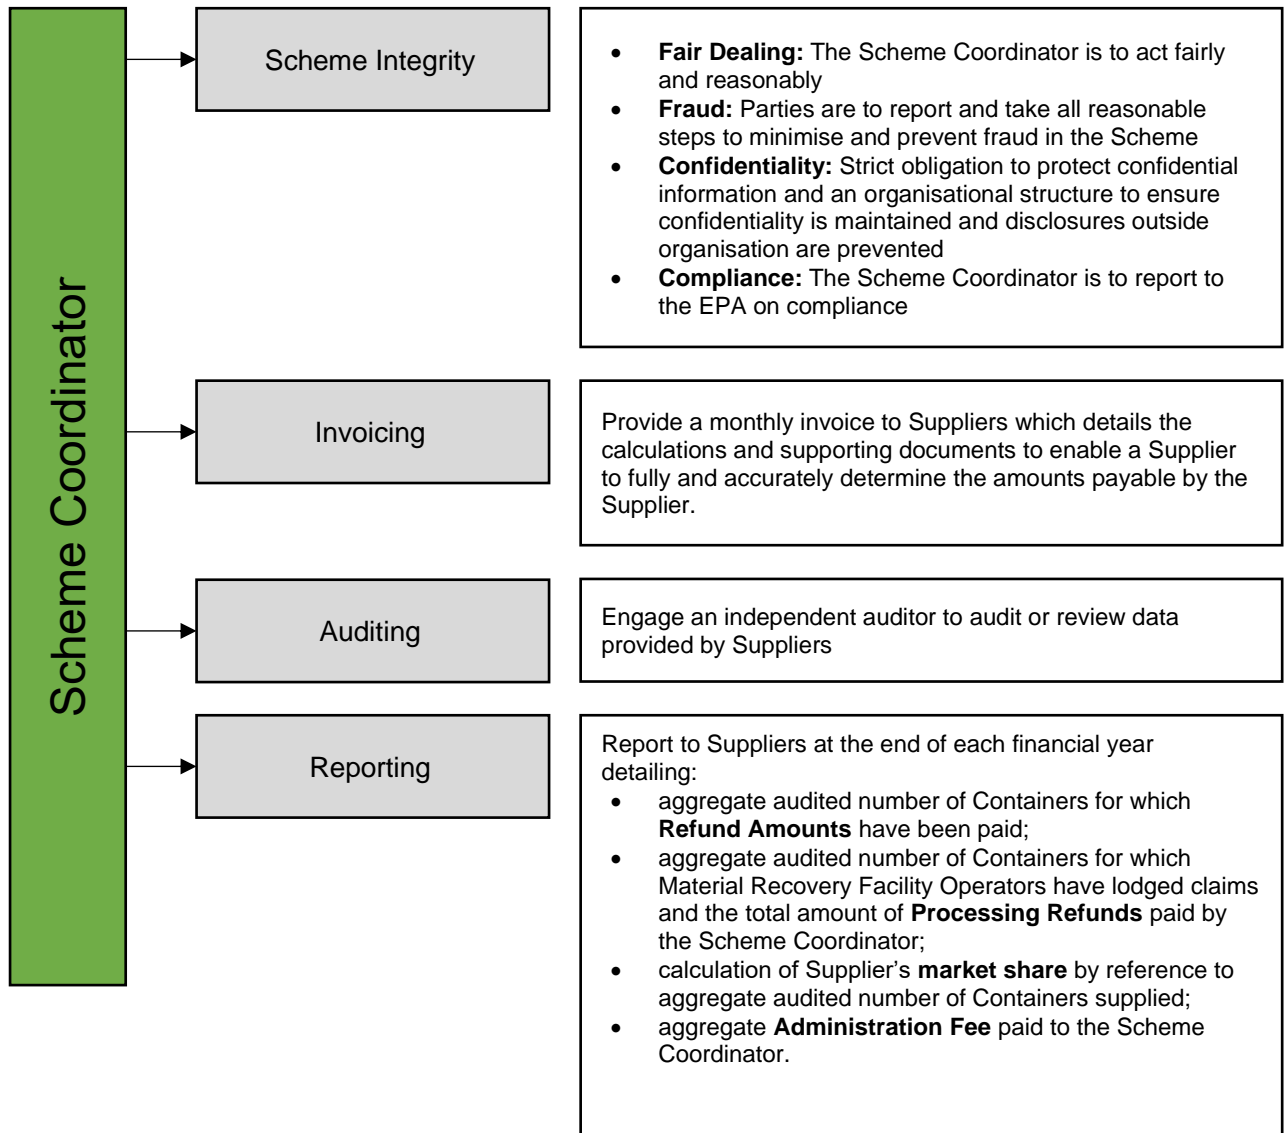 Scheme Coordinator
Scheme Integrity
• Fair Dealing: The Scheme Coordinator is to act fairly
and reasonably
• Fraud: Parties are to report and take all reasonable
steps to minimise and prevent fraud in the Scheme
• Confidentiality: Strict obligation to protect confidential
information and an organisational structure to ensure
confidentiality is maintained and disclosures outside
organisation are prevented
• Compliance: The Scheme Coordinator is to report to
the EPA on compliance
Invoicing
Provide a monthly invoice to Suppliers which details the
calculations and supporting documents to enable a Supplier
to fully and accurately determine the amounts payable by the
Supplier.
Auditing
Engage an independent auditor to audit or review data
provided by Suppliers
Reporting
Report to Suppliers at the end of each financial year
detailing:
• aggregate audited number of Containers for which
Refund Amounts have been paid;
• aggregate audited number of Containers for which
Material Recovery Facility Operators have lodged claims
and the total amount of Processing Refunds paid by
the Scheme Coordinator;
• calculation of Supplier’s market share by reference to
aggregate audited number of Containers supplied;
• aggregate Administration Fee paid to the Scheme
Coordinator.